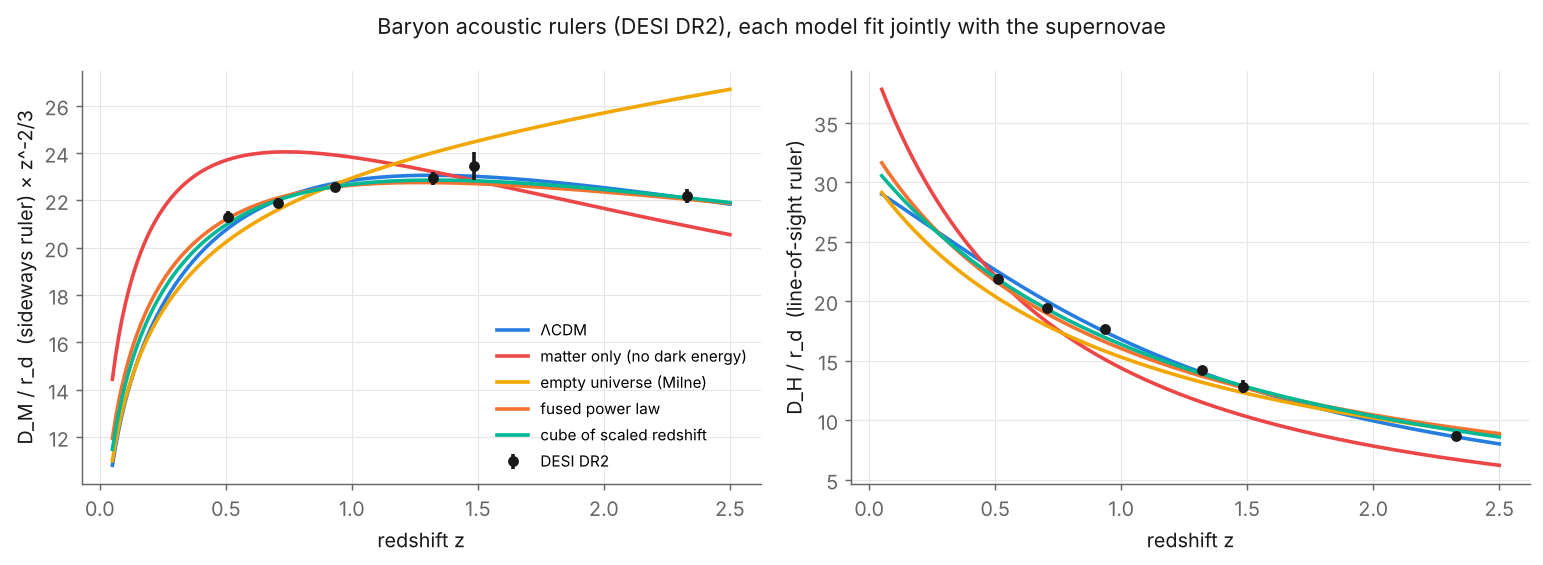 Baryon acoustic rulers (DESI DR2), each model fit jointly with the supernovae
D_M / r_d  (sideways ruler) × z^-2/3
26
24
22
20
18
16
14
12
0.0 0.5 1.0 1.5 2.0 2.5
redshift z
ΛCDM
matter only (no dark energy)
empty universe (Milne)
fused power law
cube of scaled redshift
DESI DR2
D_H / r_d  (line-of-sight ruler)
35
30
25
20
15
10
5
0.0 0.5 1.0 1.5 2.0 2.5
redshift z